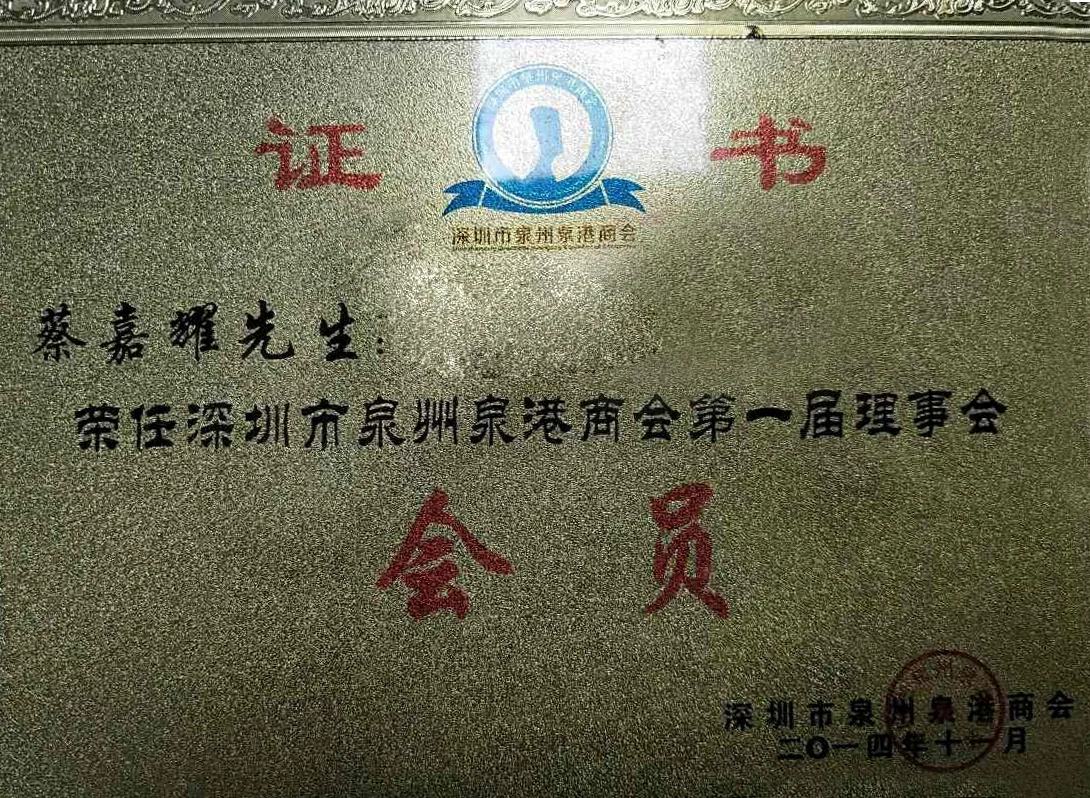 证 书
深圳市泉州泉港商会
蔡嘉耀先生:
荣任深圳市泉州泉港商会第一届理事会
会 员
深圳市泉州泉港商会
二〇一四年十一月